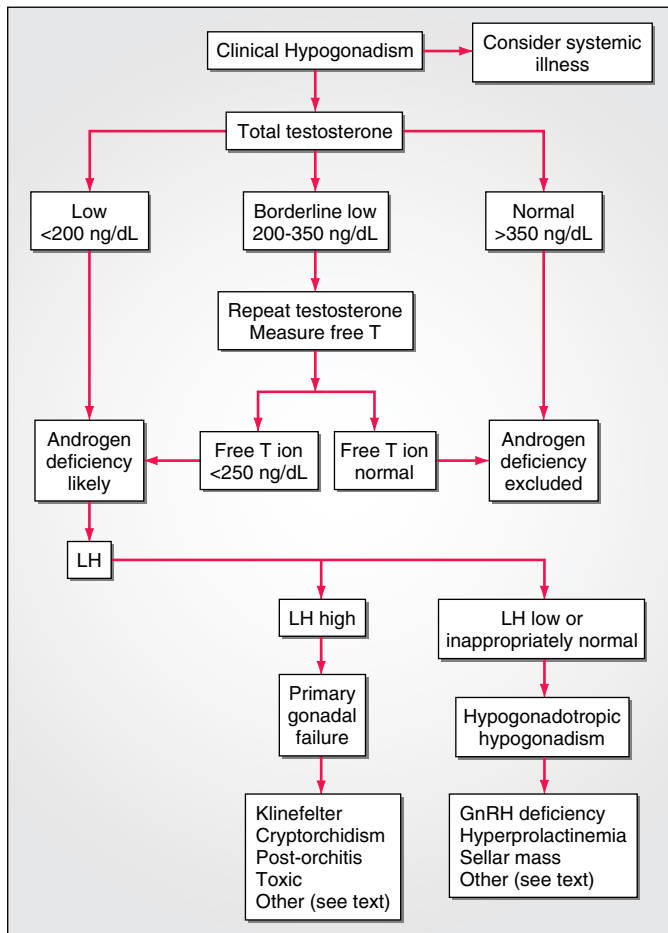 Clinical Hypogonadism
Consider systemic
illness
Total testosterone
Low
<200 ng/dL
Borderline low
200-350 ng/dL
Normal
>350 ng/dL
Repeat testosterone
Measure free T
Androgen
deficiency
likely
Free T ion
<250 ng/dL
Free T ion
normal
Androgen
deficiency
excluded
LH
LH high
LH low or
inappropriately normal
Primary
gonadal
failure
Hypogonadotropic
hypogonadism
Klinefelter
Cryptorchidism
Post-orchitis
Toxic
Other (see text)
GnRH deficiency
Hyperprolactinemia
Sellar mass
Other (see text)